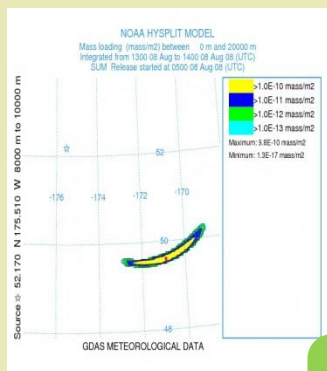 NOAA HYSPLIT MODEL
Mass loading (mass/m2) between 0 m and 20000 m
Integrated from 1300 08 Aug to 1400 08 Aug 08 (UTC)
SUM Release started at 0500 08 Aug 08 (UTC)
Source ☆ 52.170 N 175.510 W 8000 m to 10000 m
>1.0E-10 mass/m2
>1.0E-11 mass/m2
>1.0E-12 mass/m2
>1.0E-13 mass/m2
Maximum: 9.8E-10 mass/m2
Minimum: 1.3E-17 mass/m2
52
-176 -174 -172 -170
50
48
GDAS METEOROLOGICAL DATA